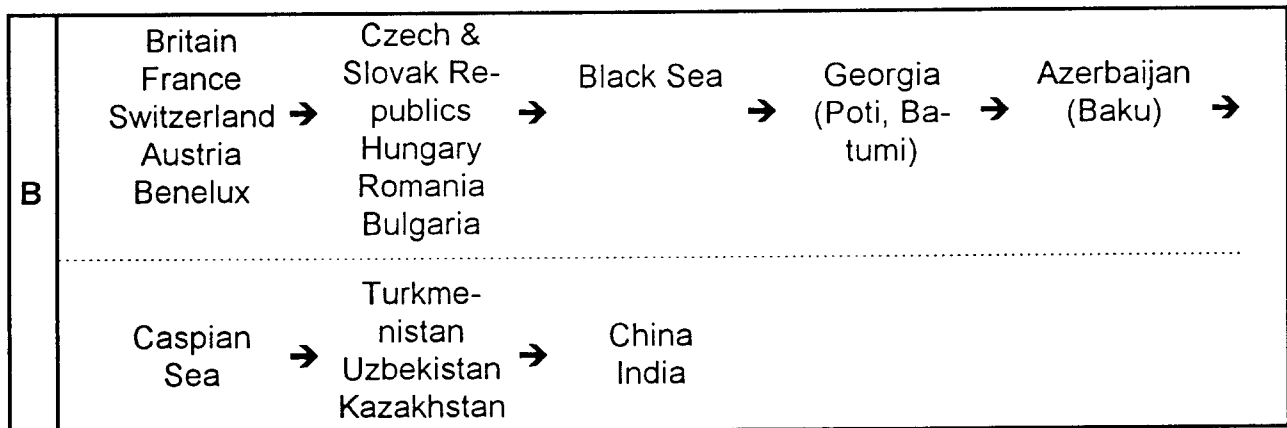 B
Britain
France
Switzerland →
Austria
Benelux
Czech &
Slovak Re-
publics →
Hungary
Romania
Bulgaria
Black Sea →
Georgia
(Poti, Ba- →
tumi)
Azerbaijan
(Baku) →
Caspian
Sea →
Turkme-
nistan
Uzbekistan →
Kazakhstan
China
India